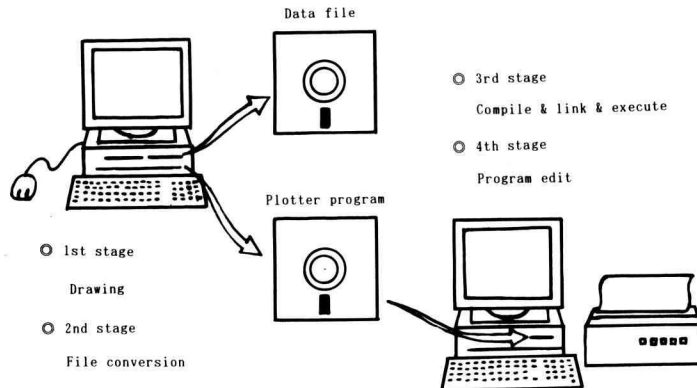 Data file
◎ 3rd stage
Compile & link & execute
◎ 4th stage
Program edit
Plotter program
◎ 1st stage
Drawing
◎ 2nd stage
File conversion